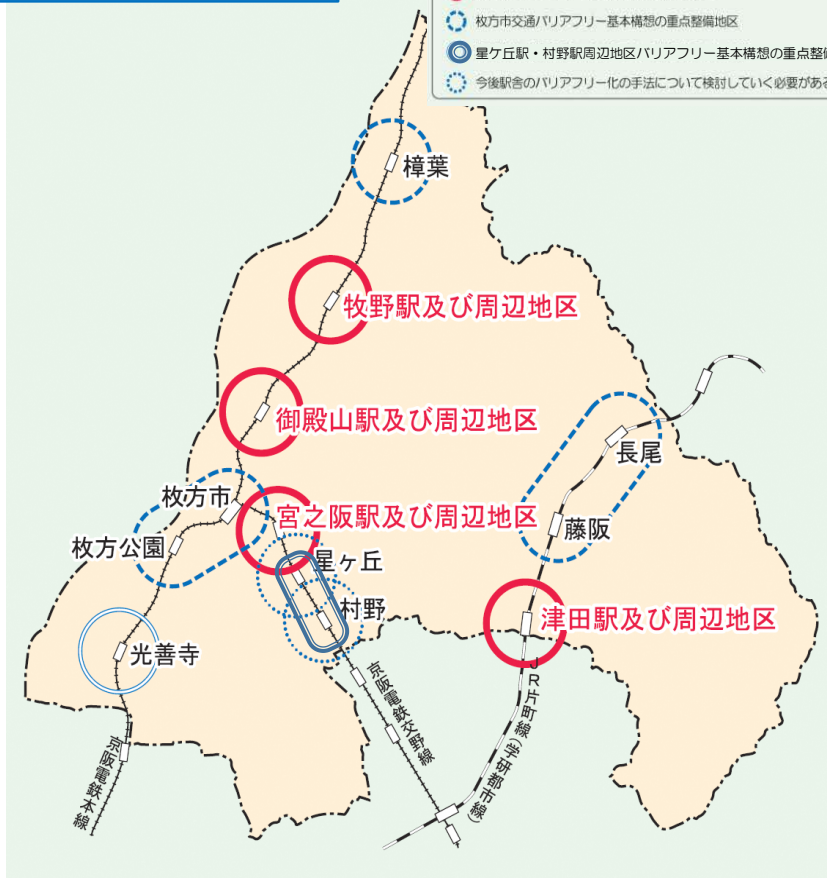 枚方市交通バリアフリー基本構想の重点整備地区
星ケ丘駅・村野駅周辺地区バリアフリー基本構想の重点整備
今後駅舎のバリアフリー化の手法について検討していく必要がある
樟葉
牧野駅及び周辺地区
御殿山駅及び周辺地区
長尾
枚方市
宮之阪駅及び周辺地区
藤阪
枚方公園
星ヶ丘
村野
津田駅及び周辺地区
光善寺
京阪電鉄本線
京阪電鉄交野線
JR片町線(学研都市線)